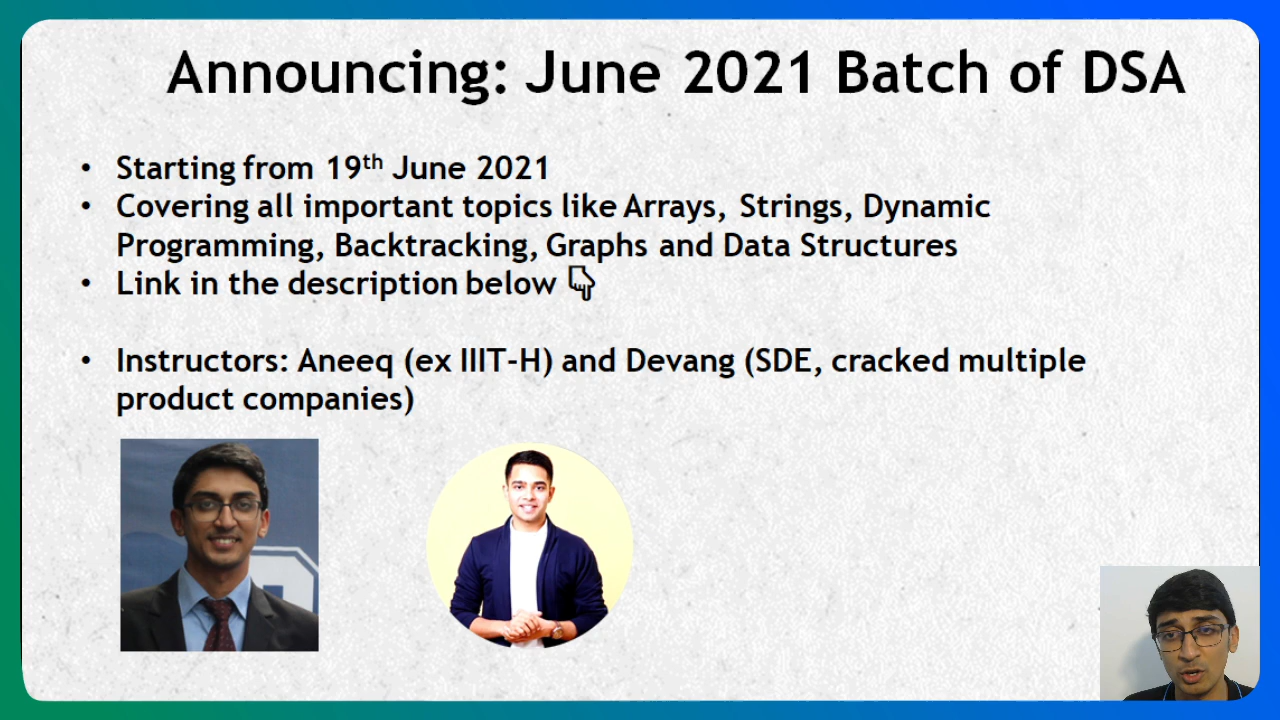 Announcing: June 2021 Batch of DSA
• Starting from 19th June 2021
• Covering all important topics like Arrays, Strings, Dynamic
Programming, Backtracking, Graphs and Data Structures
• Link in the description below 👇
• Instructors: Aneeq (ex IIIT-H) and Devang (SDE, cracked multiple
product companies)